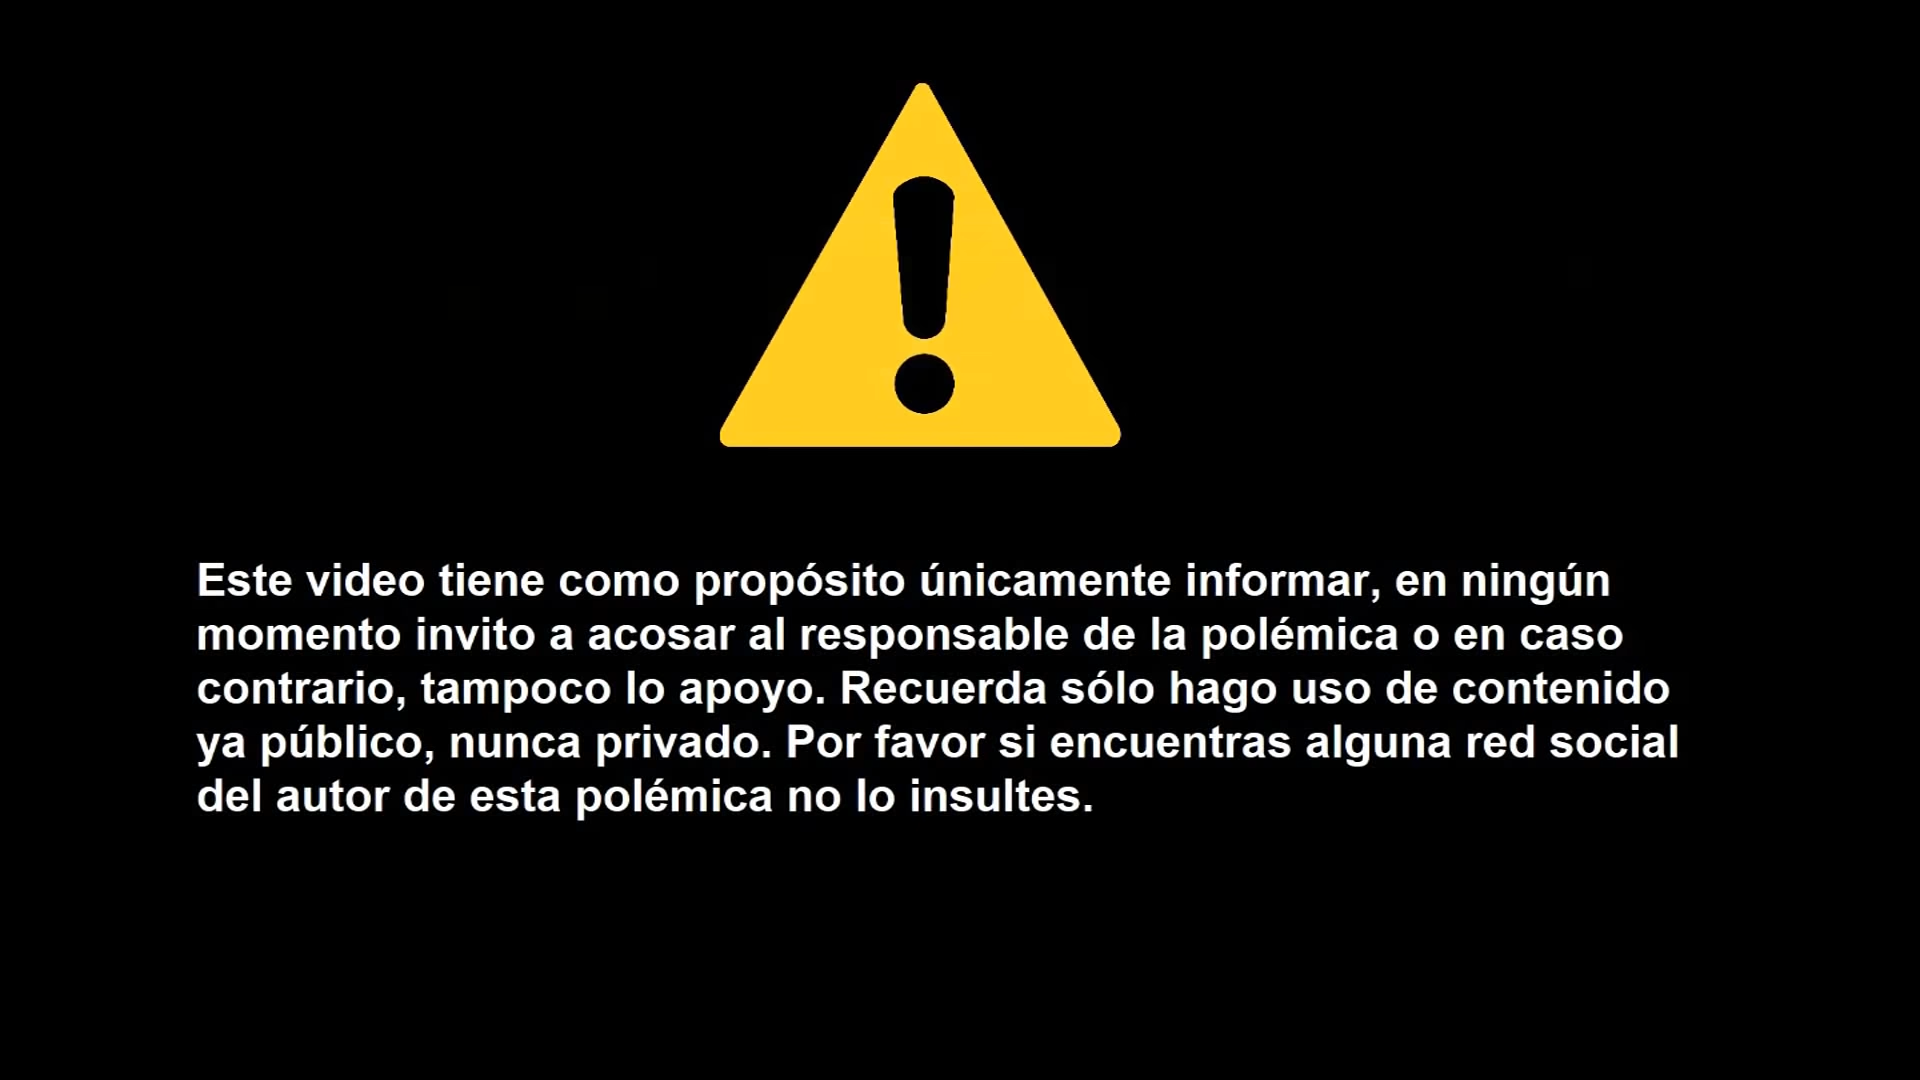 Este video tiene como propósito únicamente informar, en ningún
momento invito a acosar al responsable de la polémica o en caso
contrario, tampoco lo apoyo. Recuerda sólo hago uso de contenido
ya público, nunca privado. Por favor si encuentras alguna red social
del autor de esta polémica no lo insultes.